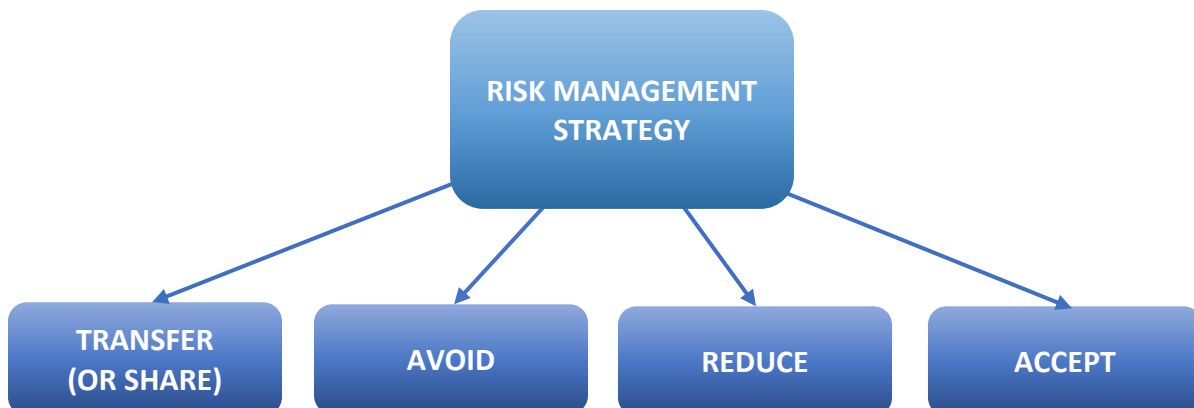 RISK MANAGEMENT
STRATEGY
TRANSFER
(OR SHARE)
AVOID
REDUCE
ACCEPT